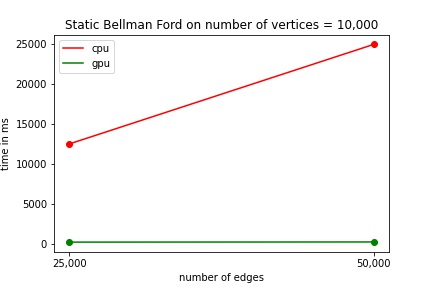 Static Bellman Ford on number of vertices = 10,000
cpu
gpu
time in ms
25000
20000
15000
10000
5000
0
25,000
50,000
number of edges